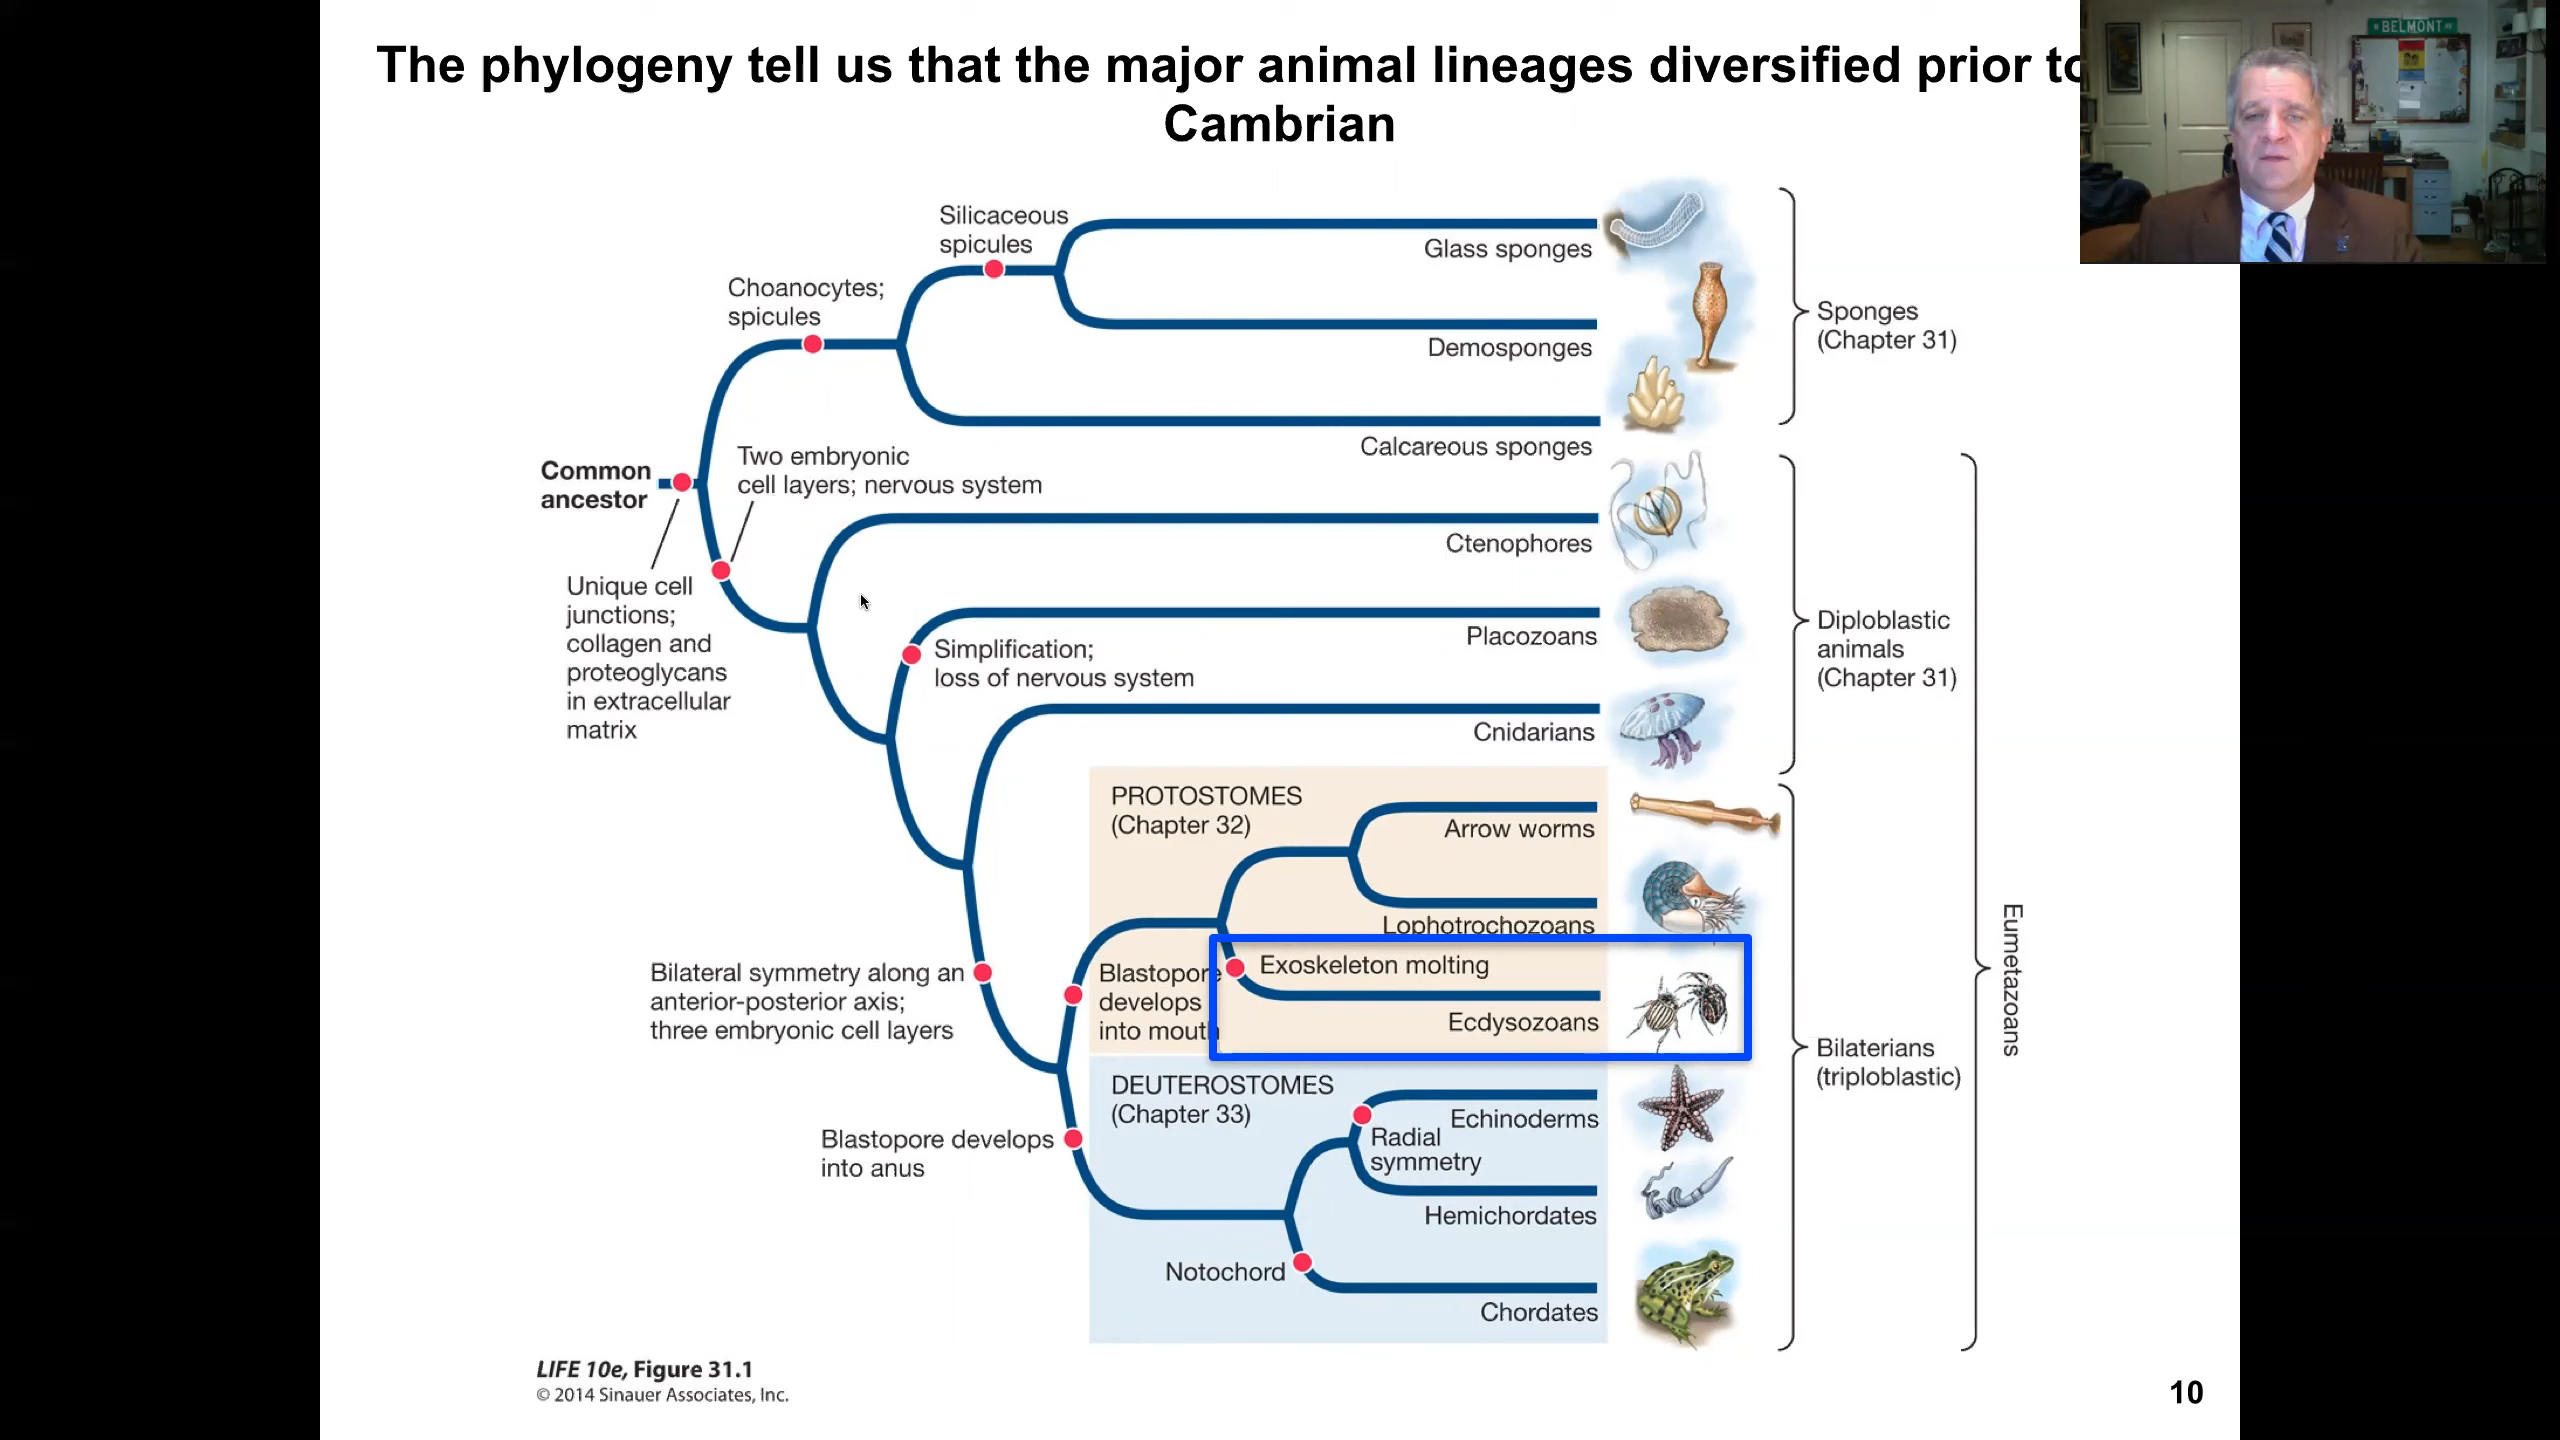 The phylogeny tell us that the major animal lineages diversified prior to
Cambrian
BELMONT
Silicaceous
spicules
Glass sponges
Choanocytes;
spicules
Demosponges
Sponges
(Chapter 31)
Calcareous sponges
Common
ancestor
Two embryonic
cell layers; nervous system
Ctenophores
Unique cell
junctions;
collagen and
proteoglycans
in extracellular
matrix
Placozoans
Simplification;
loss of nervous system
Diploblastic
animals
(Chapter 31)
Cnidarians
PROTOSTOMES
(Chapter 32)
Arrow worms
Lophotrochozoans
Bilateral symmetry along an
anterior-posterior axis;
three embryonic cell layers
Blastopore
develops
into mouth
Exoskeleton molting
Ecdysozoans
Eumetazoans
Bilaterians
(triploblastic)
DEUTEROSTOMES
(Chapter 33)
Echinoderms
Radial
symmetry
Blastopore develops
into anus
Hemichordates
Notochord
Chordates
LIFE 10e, Figure 31.1
© 2014 Sinauer Associates, Inc.
10